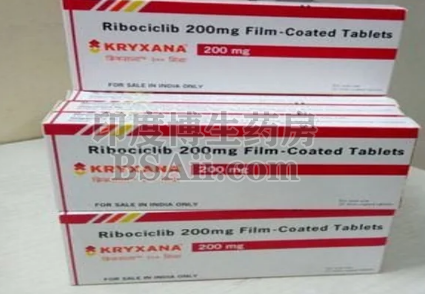 Ribociclib 200mg Film-Coated Tablets
KRYXANA
200 mg
FOR SALE IN INDIA ONLY
印度博生药房
BSAii.com
Ribociclib 200mg Film-Coated Tablets
KRYXANA
200 mg
FOR SALE IN INDIA ONLY
Ribociclib 200mg Film-Coated Tablets
KRYXANA
200 mg
FOR SALE IN INDIA ONLY